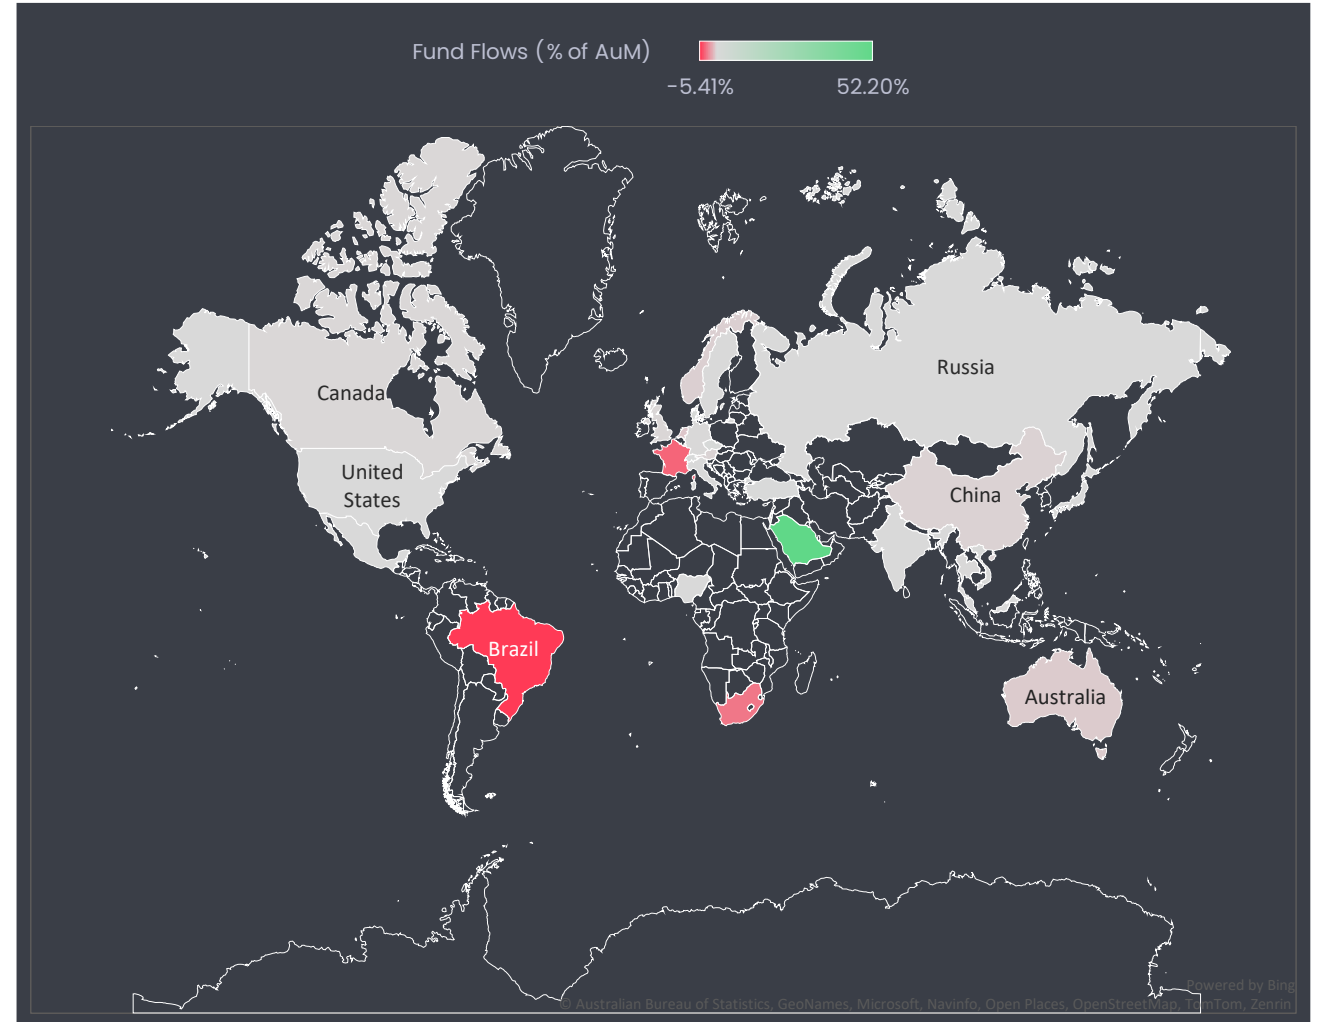 Fund Flows (% of AuM)
-5.41% 52.20%
Canada
Russia
United
States
China
Brazil
Australia
Powered by Bing
© Australian Bureau of Statistics, GeoNames, Microsoft, Navinfo, Open Places, OpenStreetMap, TomTom, Zenrin